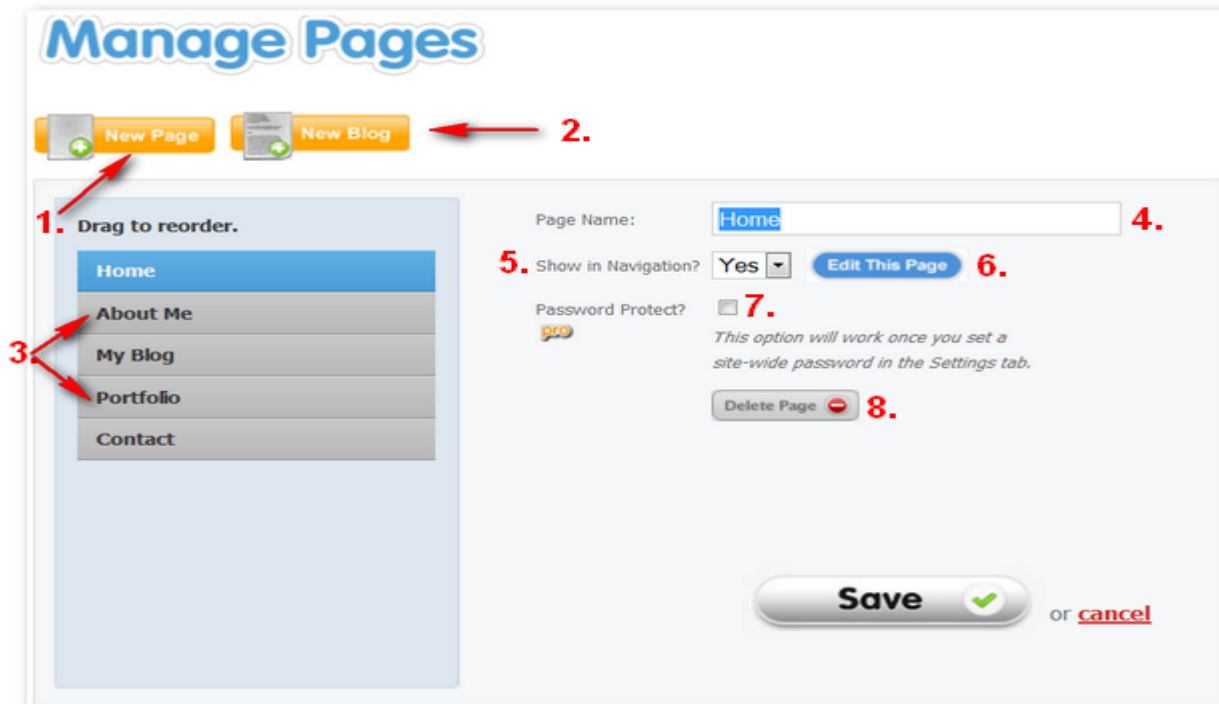 Manage Pages
New Page
New Blog
2.
1.
Drag to reorder.
Home
About Me
3.
My Blog
Portfolio
Contact
Page Name:
Home
4.
5.
Show in Navigation?
Yes
Edit This Page
6.
Password Protect?
7.
pro
This option will work once you set a
site-wide password in the Settings tab.
Delete Page
8.
Save
or cancel